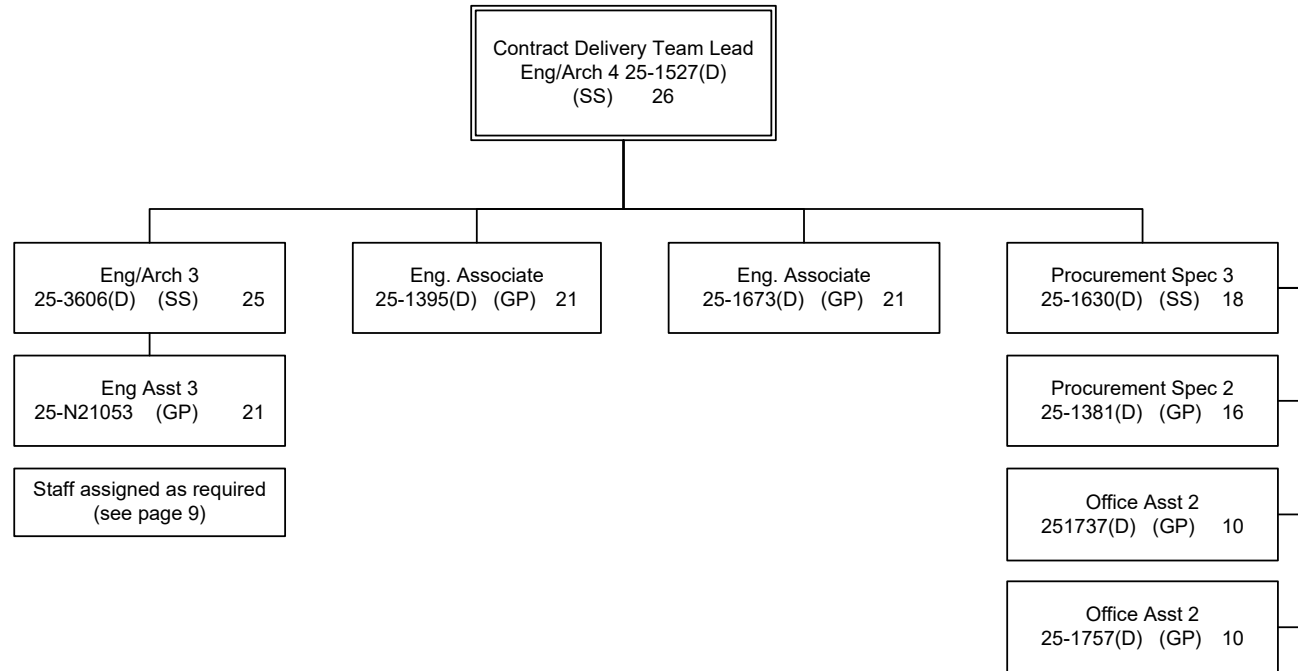 Contract Delivery Team Lead
Eng/Arch 4 25-1527(D)
(SS) 26
Eng/Arch 3
25-3606(D) (SS) 25
Eng. Associate
25-1395(D) (GP) 21
Eng. Associate
25-1673(D) (GP) 21
Procurement Spec 3
25-1630(D) (SS) 18
Eng Asst 3
25-N21053 (GP) 21
Procurement Spec 2
25-1381(D) (GP) 16
Staff assigned as required
(see page 9)
Office Asst 2
251737(D) (GP) 10
Office Asst 2
25-1757(D) (GP) 10